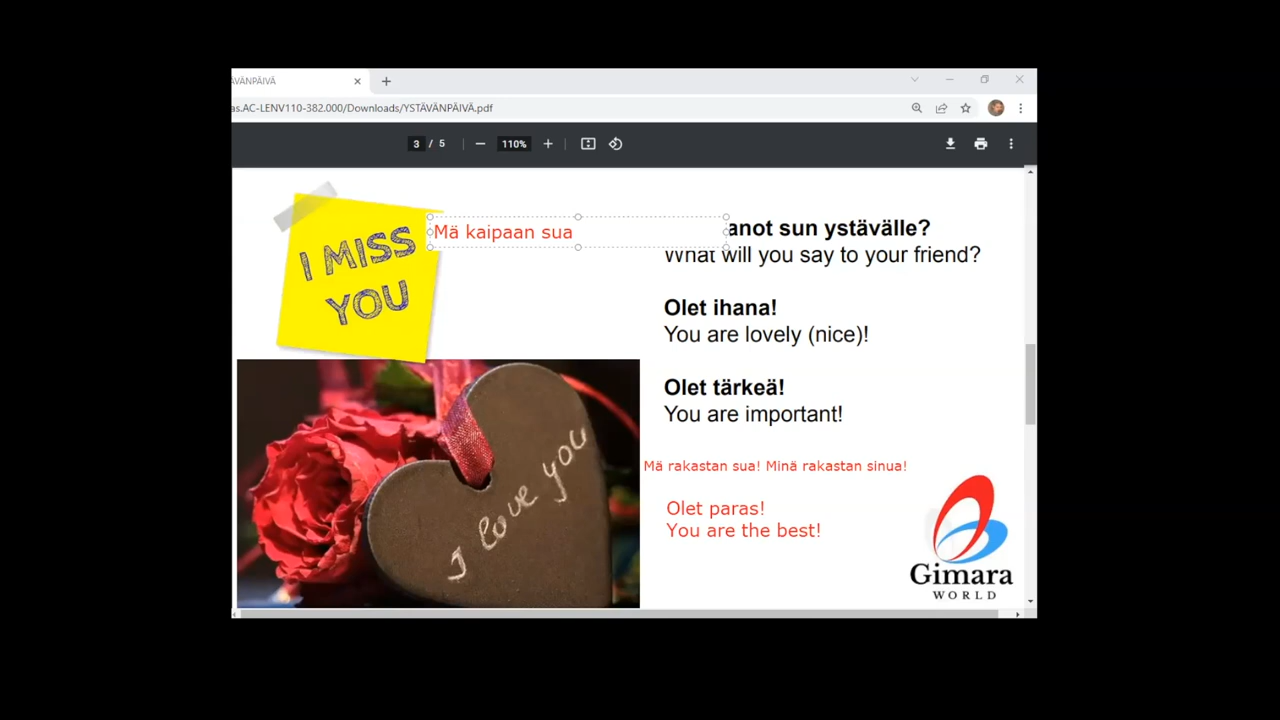 ÄVÄNPÄIVÄ
as.AC-LENV110-382.000/Downloads/YSTÄVÄNPÄIVÄ.pdf
3 / 5
110%
I MISS
YOU
Mä kaipaan sua
anot sun ystävälle?
What will you say to your friend?
Olet ihana!
You are lovely (nice)!
Olet tärkeä!
You are important!
Mä rakastan sua! Minä rakastan sinua!
Olet paras!
You are the best!
I love you
Gimara
WORLD